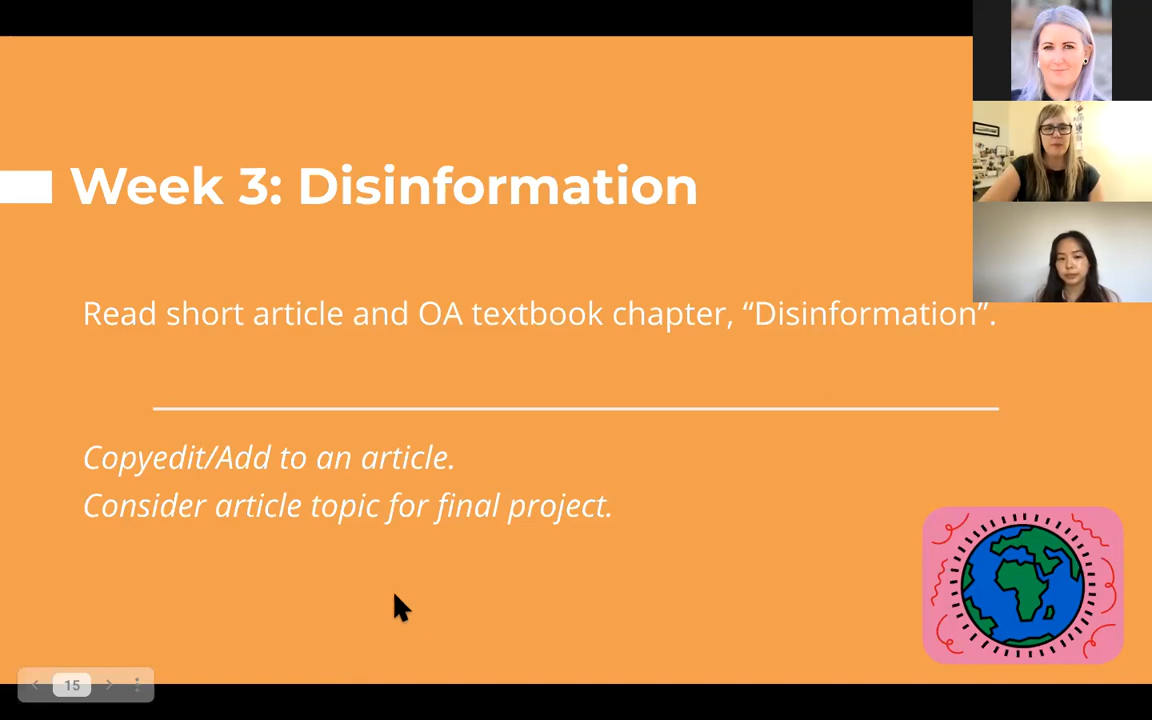 Week 3: Disinformation
Read short article and OA textbook chapter, “Disinformation”.
Copyedit/Add to an article.
Consider article topic for final project.
15